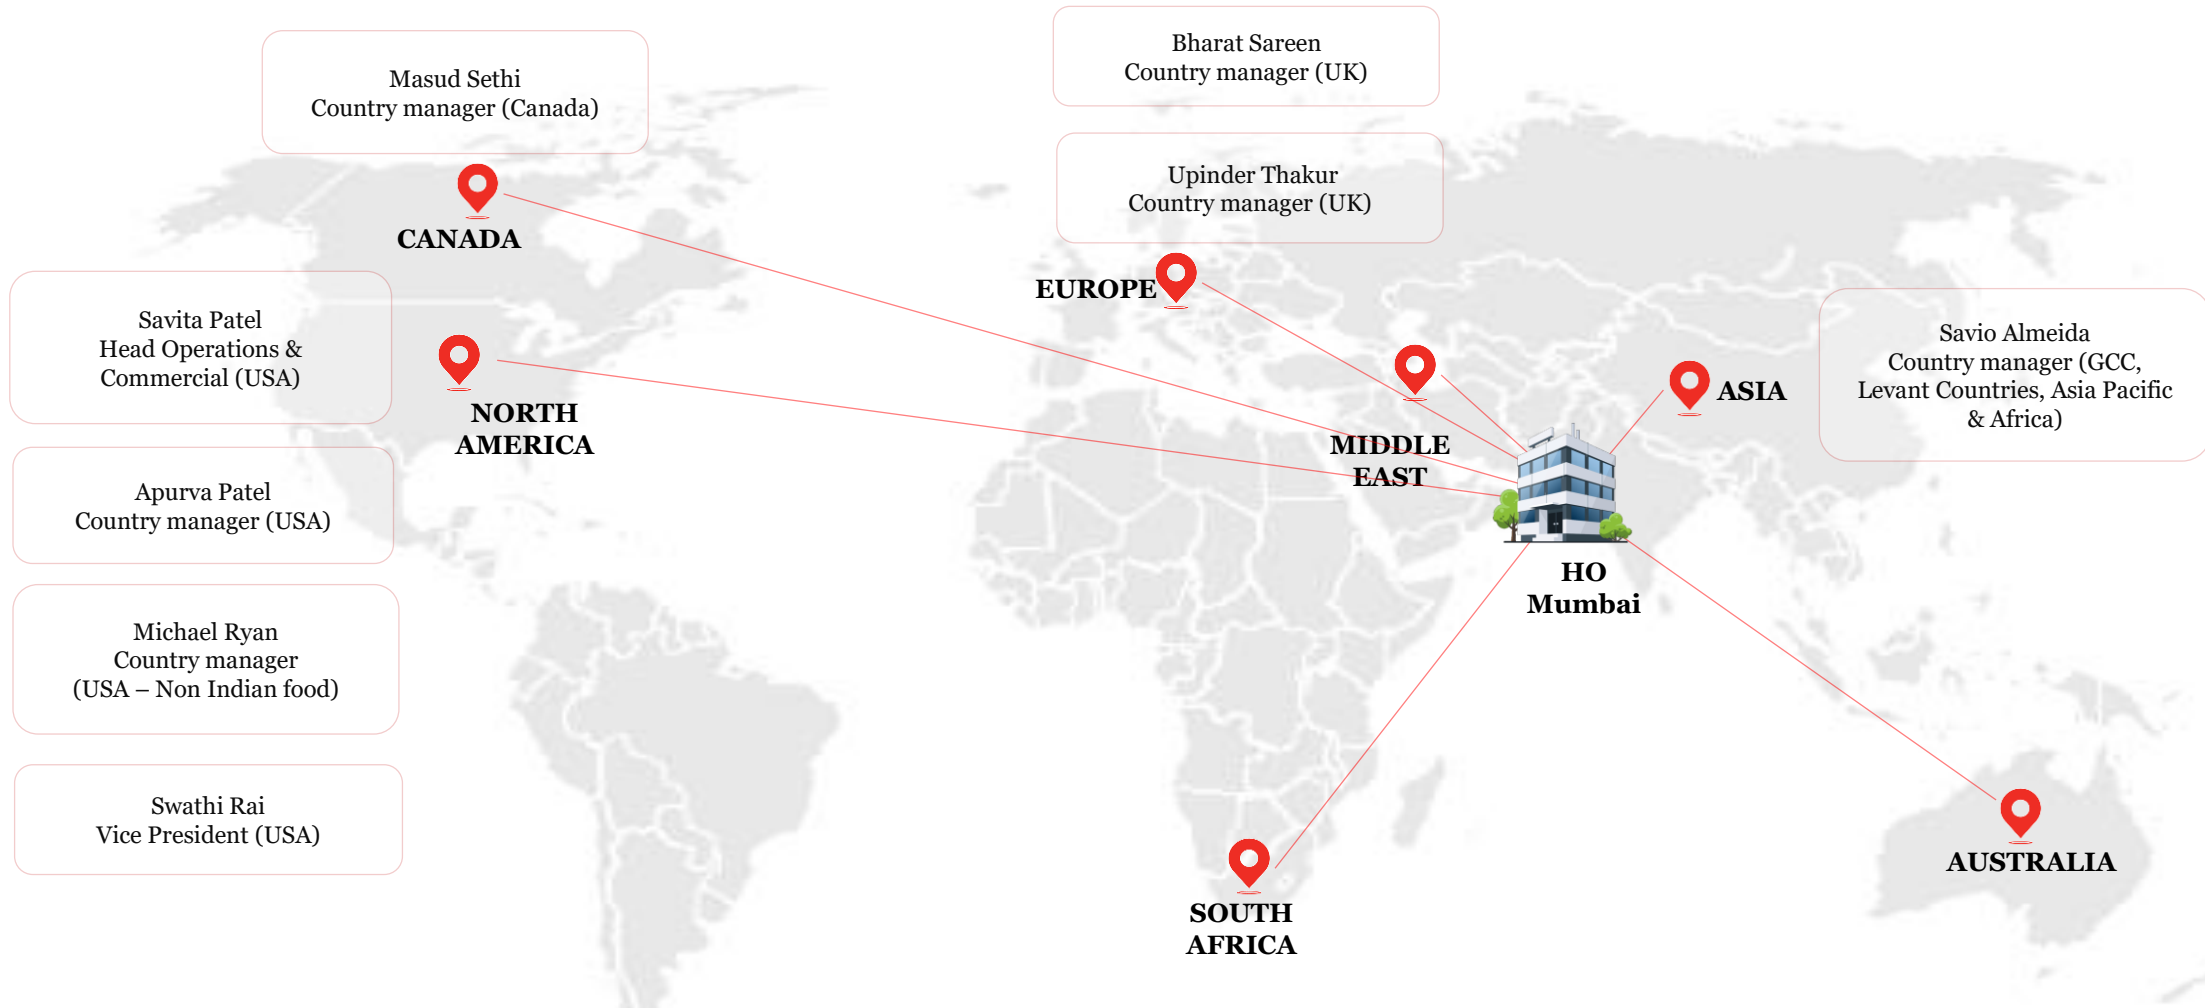 Masud Sethi
Country manager (Canada)
CANADA
Savita Patel
Head Operations &
Commercial (USA)
NORTH
AMERICA
Apurva Patel
Country manager (USA)
Michael Ryan
Country manager
(USA – Non Indian food)
Swathi Rai
Vice President (USA)
Bharat Sareen
Country manager (UK)
Upinder Thakur
Country manager (UK)
EUROPE
MIDDLE
EAST
ASIA
Savio Almeida
Country manager (GCC,
Levant Countries, Asia Pacific
& Africa)
HO
Mumbai
SOUTH
AFRICA
AUSTRALIA